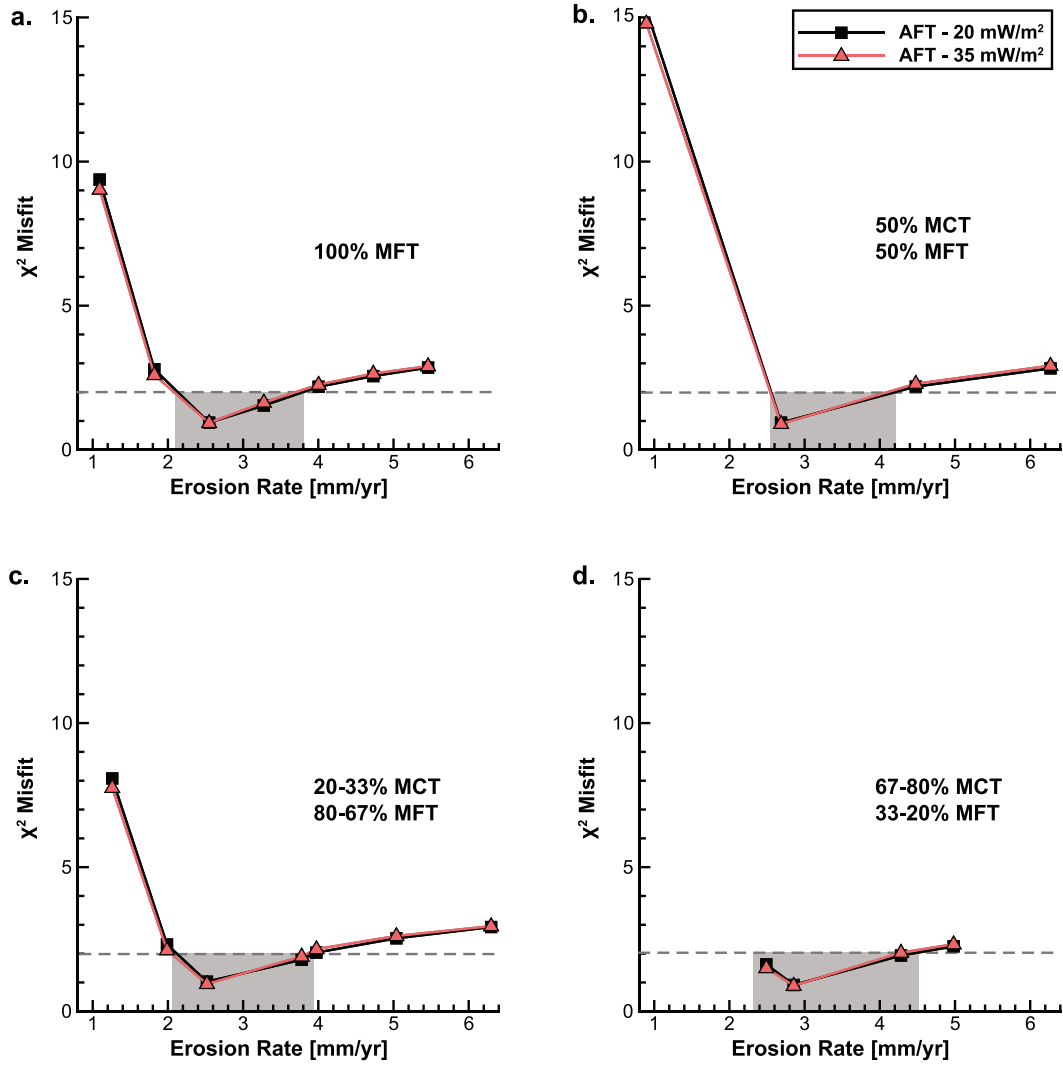 a.
15
10
5
0
χ² Misfit
100% MFT
1 2 3 4 5 6
Erosion Rate [mm/yr]
b.
AFT - 20 mW/m²
AFT - 35 mW/m²
15
10
5
0
χ² Misfit
50% MCT
50% MFT
1 2 3 4 5 6
Erosion Rate [mm/yr]
c.
15
10
5
0
χ² Misfit
20-33% MCT
80-67% MFT
1 2 3 4 5 6
Erosion Rate [mm/yr]
d.
15
10
5
0
χ² Misfit
67-80% MCT
33-20% MFT
1 2 3 4 5 6
Erosion Rate [mm/yr]